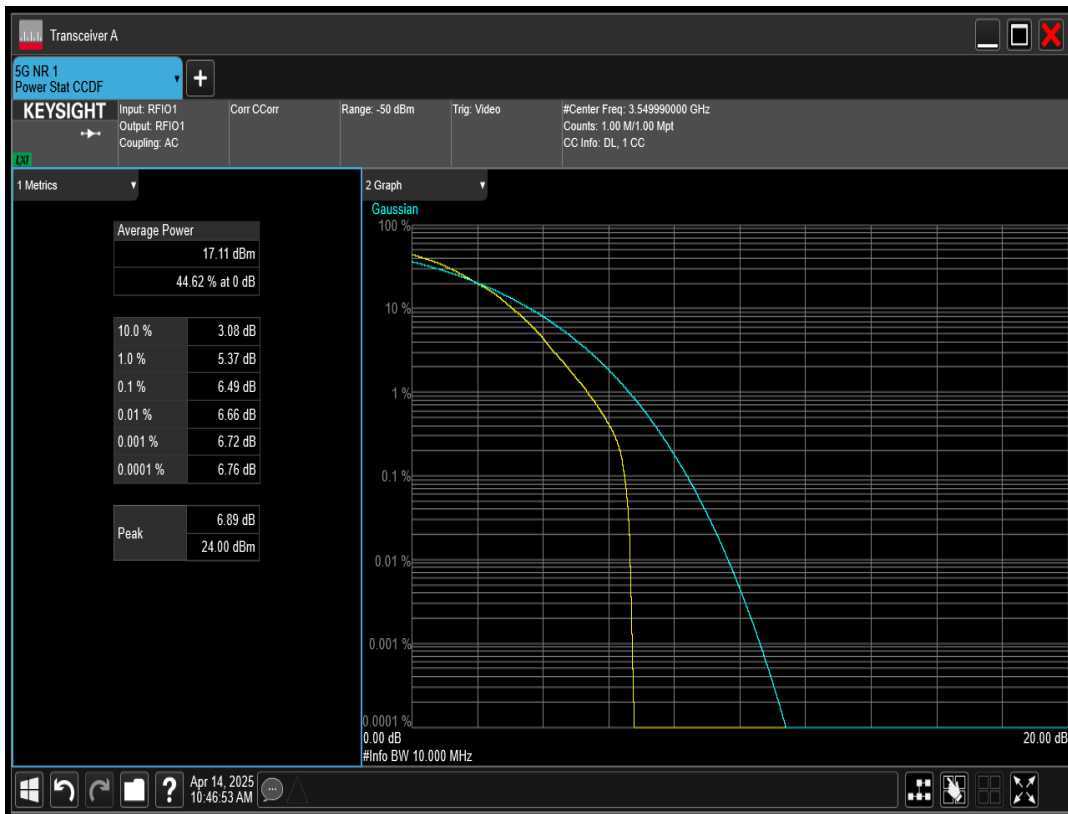 Transceiver A
5G NR 1
Power Stat CCDF
+
KEYSIGHT
LXI
Input: RFIO1
Output: RFIO1
Coupling: AC
Corr CCorr
Range: -50 dBm
Trig: Video
#Center Freq: 3.549990000 GHz
Counts: 1.00 M/1.00 Mpt
CC Info: DL, 1 CC
1 Metrics
Average Power
17.11 dBm
44.62 % at 0 dB
10.0 % 3.08 dB
1.0 % 5.37 dB
0.1 % 6.49 dB
0.01 % 6.66 dB
0.001 % 6.72 dB
0.0001 % 6.76 dB
Peak
6.89 dB
24.00 dBm
2 Graph
Gaussian
100 %
10 %
1 %
0.1 %
0.01 %
0.001 %
0.0001 %
0.00 dB 20.00 dB
#Info BW 10.000 MHz
?
Apr 14, 2025
10:46:53 AM